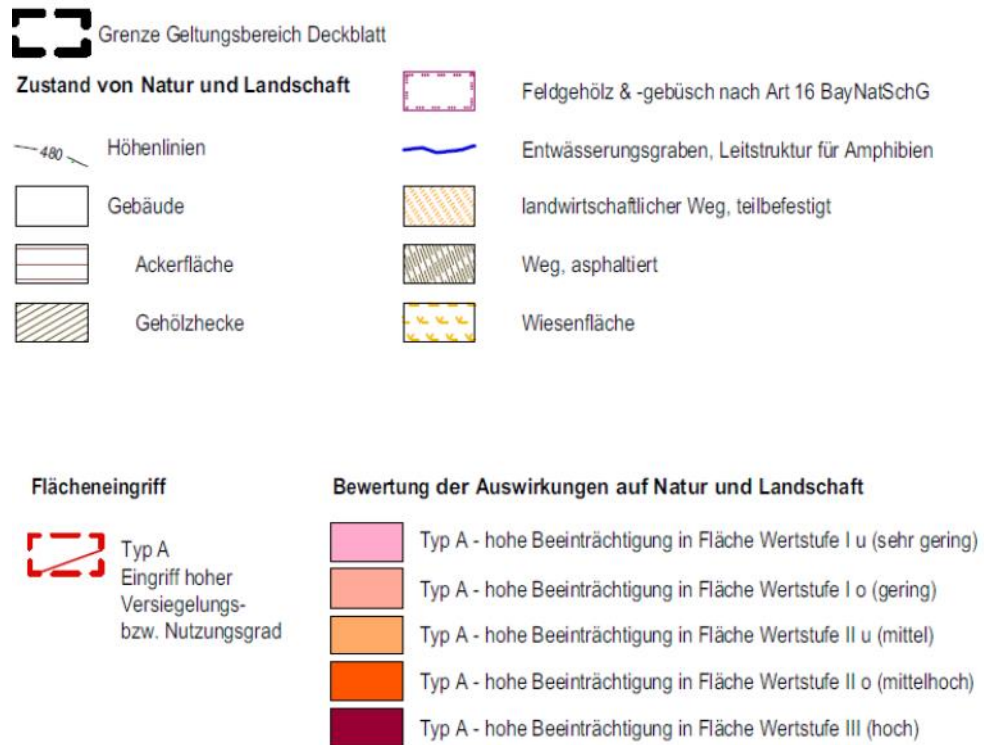 Grenze Geltungsbereich Deckblatt
Zustand von Natur und Landschaft
480
Höhenlinien
Gebäude
Ackerfläche
Gehölzhecke
Feldgehölz & -gebüsch nach Art 16 BayNatSchG
Entwässerungsgraben, Leitstruktur für Amphibien
landwirtschaftlicher Weg, teilbefestigt
Weg, asphaltiert
Wiesenfläche
Flächeneingriff
Typ A
Eingriff hoher
Versiegelungs-
bzw. Nutzungsgrad
Bewertung der Auswirkungen auf Natur und Landschaft
Typ A - hohe Beeinträchtigung in Fläche Wertstufe I u (sehr gering)
Typ A - hohe Beeinträchtigung in Fläche Wertstufe I o (gering)
Typ A - hohe Beeinträchtigung in Fläche Wertstufe II u (mittel)
Typ A - hohe Beeinträchtigung in Fläche Wertstufe II o (mittelhoch)
Typ A - hohe Beeinträchtigung in Fläche Wertstufe III (hoch)